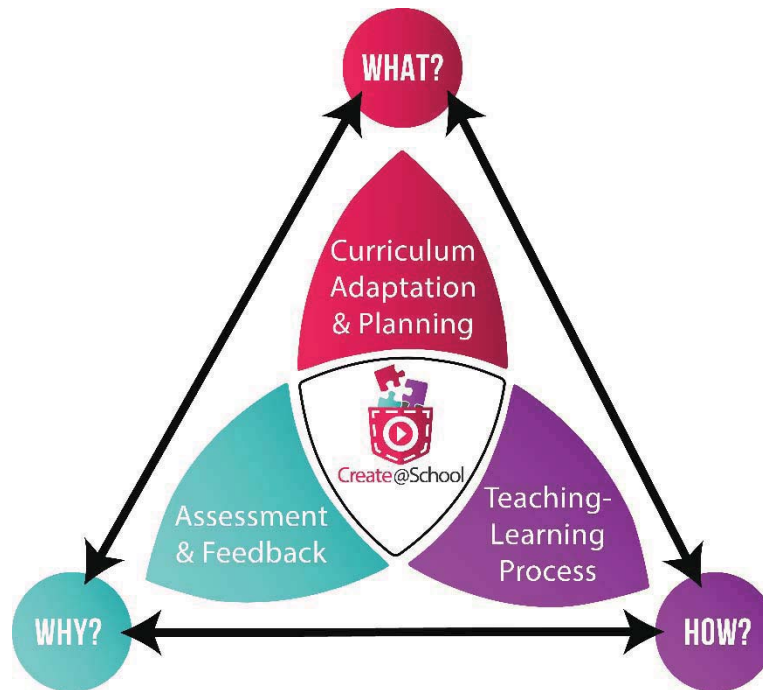 WHAT?
Curriculum
Adaptation
& Planning
Create@School
Assessment
& Feedback
Teaching-
Learning
Process
WHY?
HOW?